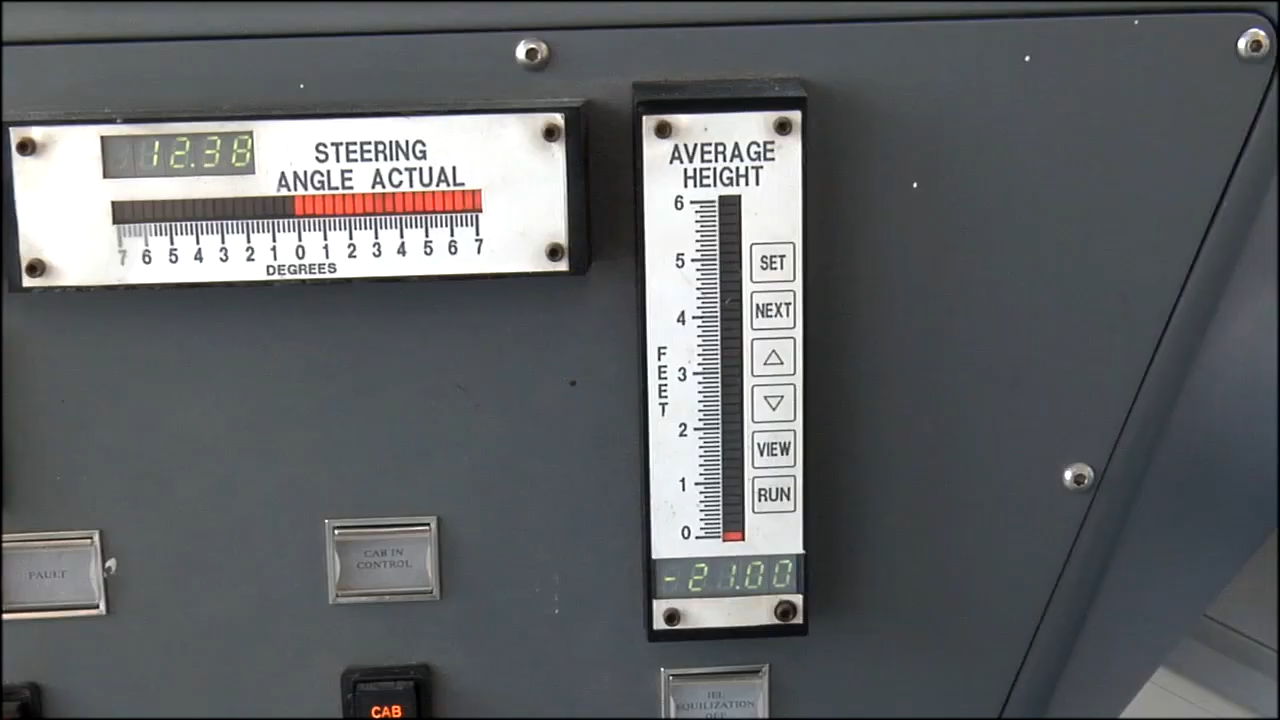 12.38
STEERING
ANGLE ACTUAL
7 6 5 4 3 2 1 0 1 2 3 4 5 6 7
DEGREES
AVERAGE
HEIGHT
6
5
4
3
2
1
0
FEET
SET
NEXT
VIEW
RUN
-21.00
FAULT
CAB IN
CONTROL
CAB
EQUILIZATION
OFF